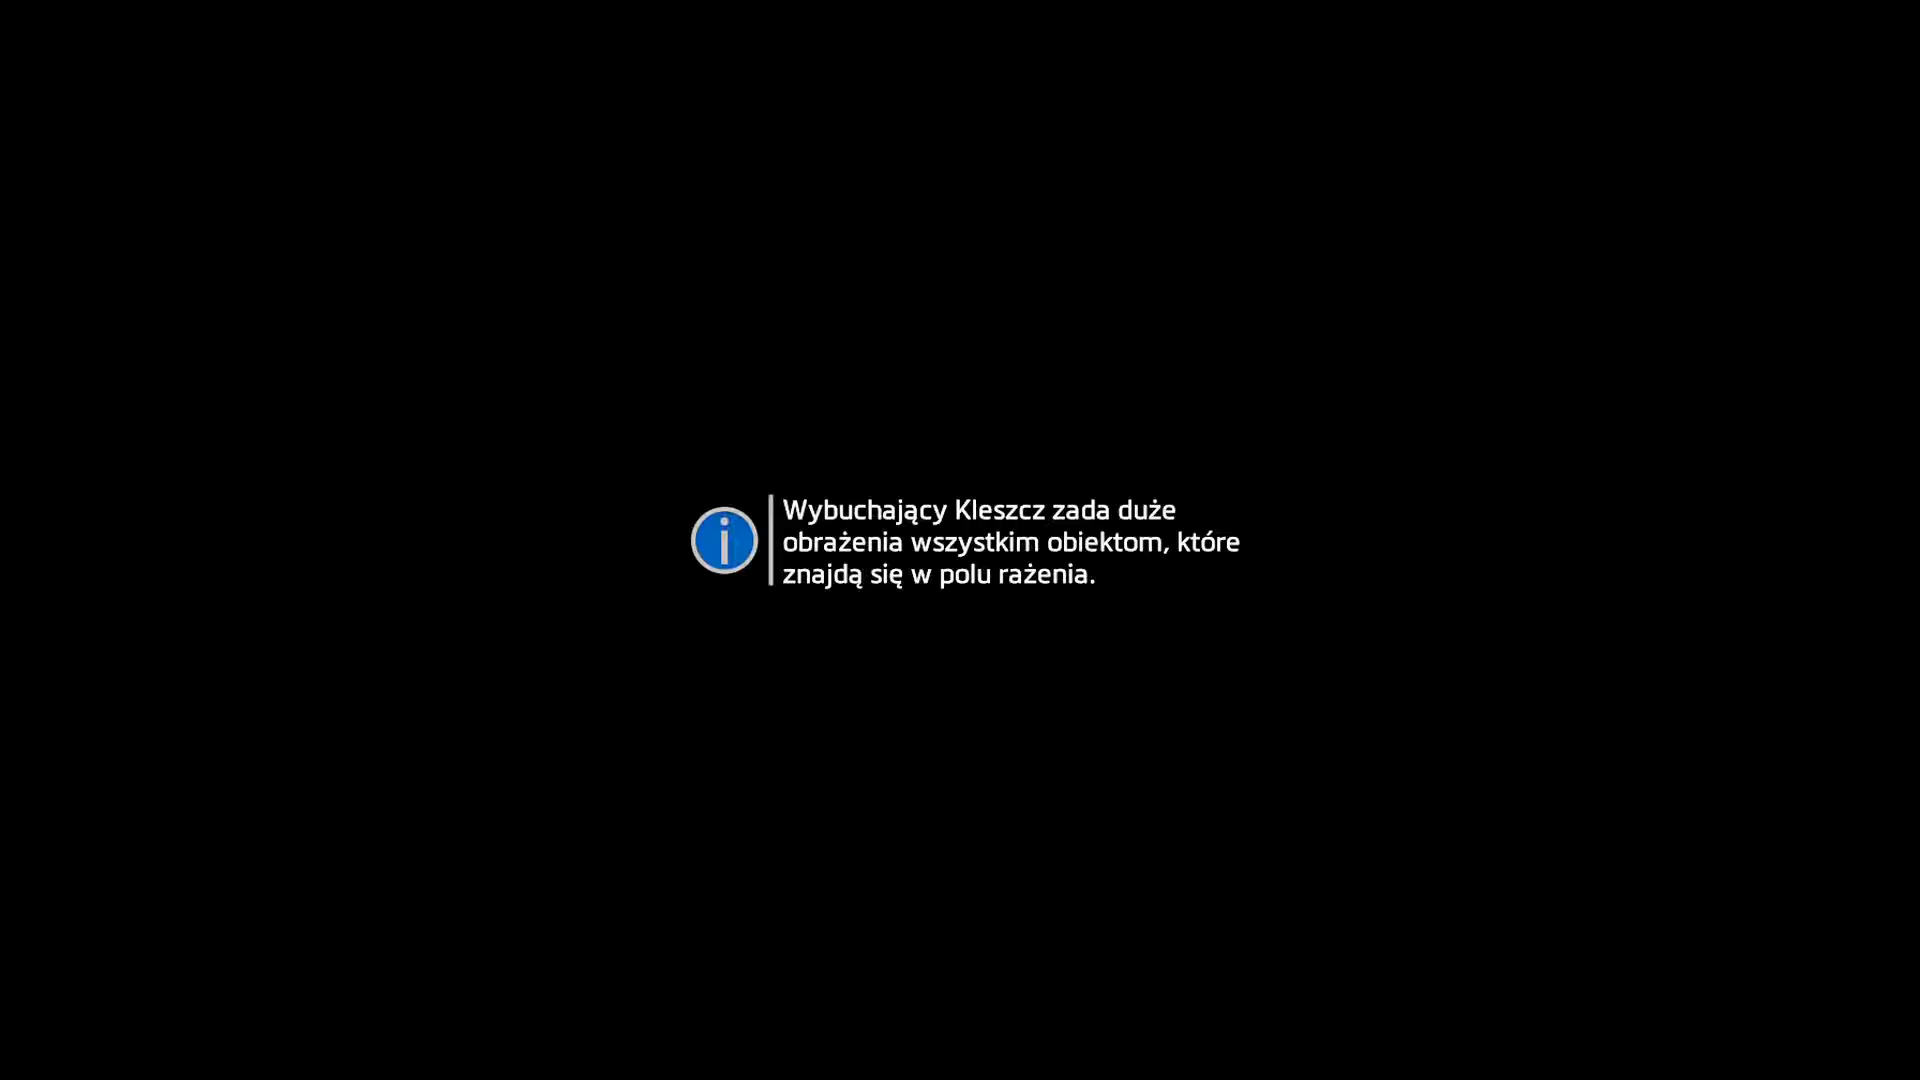 Wybuchający Kleszcz zada duże
obrażenia wszystkim obiektom, które
znajdą się w polu rażenia.